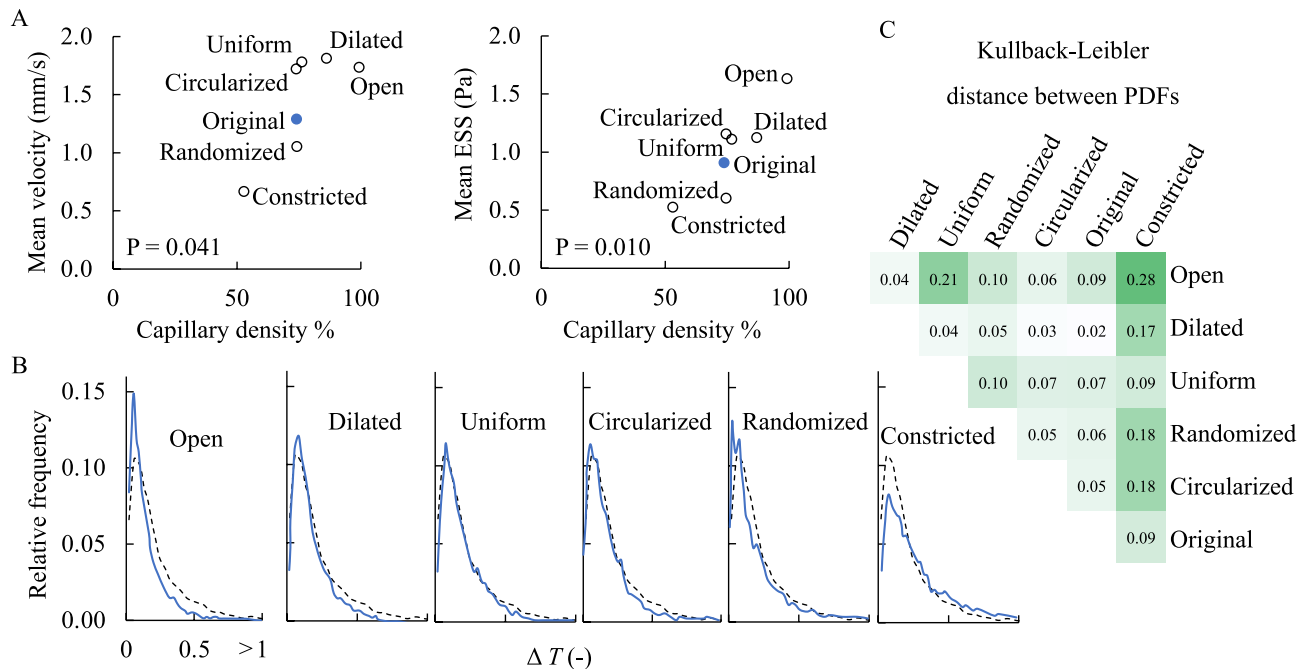 A
Mean velocity (mm/s)
2.0
1.5
1.0
0.5
0.0
Uniform
Dilated
Circularized
Open
Original
Randomized
Constricted
P = 0.041
0
50
100
Capillary density %
Mean ESS (Pa)
2.0
1.5
1.0
0.5
0.0
Open
Circularized
Dilated
Uniform
Original
Randomized
Constricted
P = 0.010
0
50
100
Capillary density %
C
Kullback-Leibler
distance between PDFs
Dilated
Uniform
Randomized
Circularized
Original
Constricted
0.04 0.21 0.10 0.06 0.09 0.28 Open
0.04 0.05 0.03 0.02 0.17 Dilated
0.10 0.07 0.07 0.09 Uniform
0.05 0.06 0.18 Randomized
0.05 0.18 Circularized
0.09 Original
B
Relative frequency
0.15
0.10
0.05
0.00
Open
Dilated
Uniform
Circularized
Randomized
Constricted
0 0.5 >1
Δ T (-)